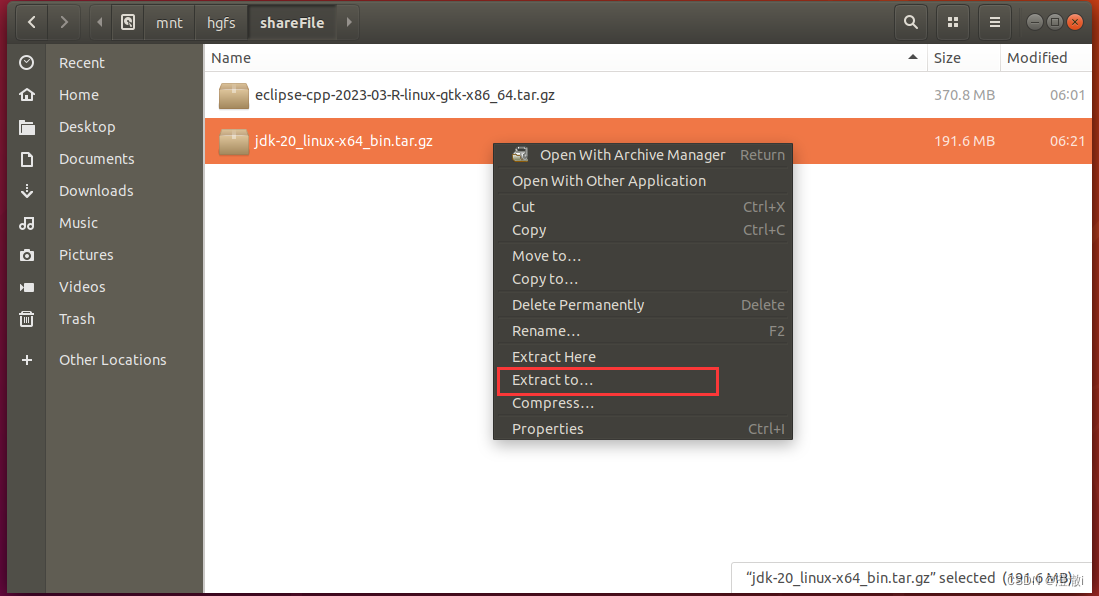 mnt hgfs shareFile
Name Size Modified
Recent
Home
Desktop
Documents
Downloads
Music
Pictures
Videos
Trash
Other Locations
eclipse-cpp-2023-03-R-linux-gtk-x86_64.tar.gz 370.8 MB 06:01
jdk-20_linux-x64_bin.tar.gz 191.6 MB 06:21
Open With Archive Manager Return
Open With Other Application
Cut Ctrl+X
Copy Ctrl+C
Move to…
Copy to…
Delete Permanently Delete
Rename… F2
Extract Here
Extract to…
Compress…
Properties Ctrl+I
“jdk-20_linux-x64_bin.tar.gz” selected (191.6 MB)